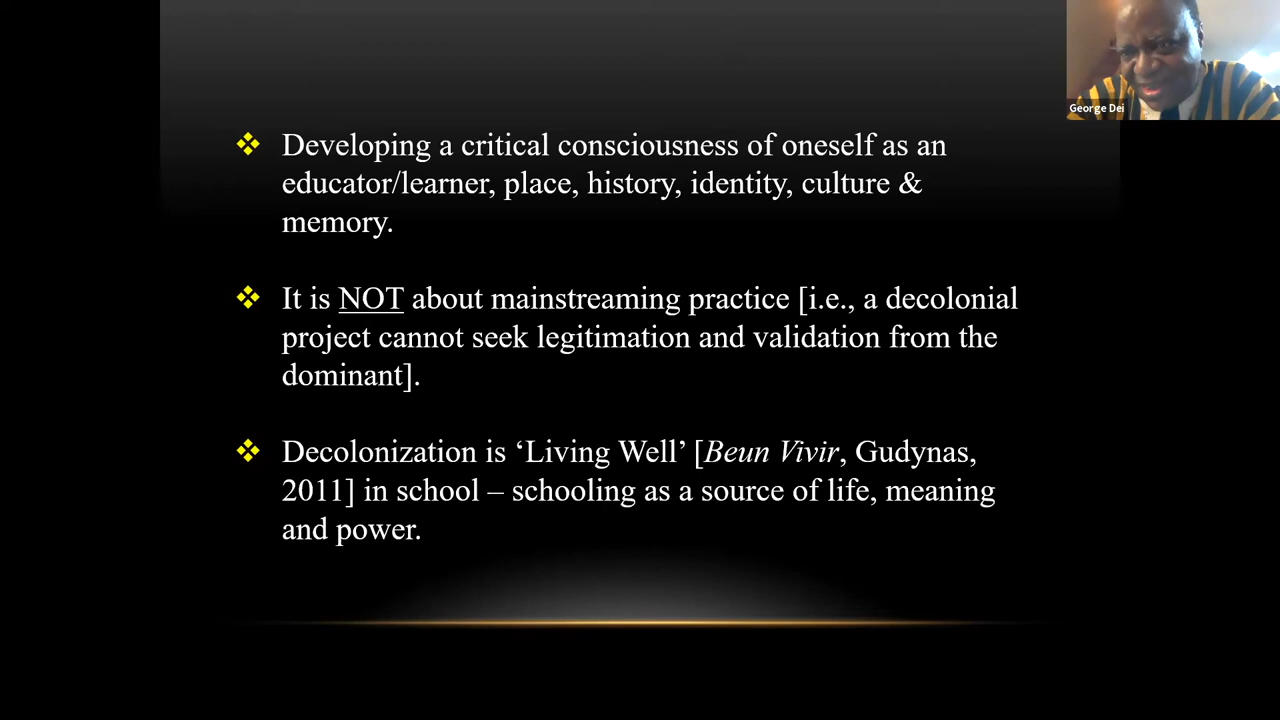 George Dei
❖ Developing a critical consciousness of oneself as an
educator/learner, place, history, identity, culture &
memory.
❖ It is NOT about mainstreaming practice [i.e., a decolonial
project cannot seek legitimation and validation from the
dominant].
❖ Decolonization is ‘Living Well’ [Beun Vivir, Gudynas,
2011] in school – schooling as a source of life, meaning
and power.